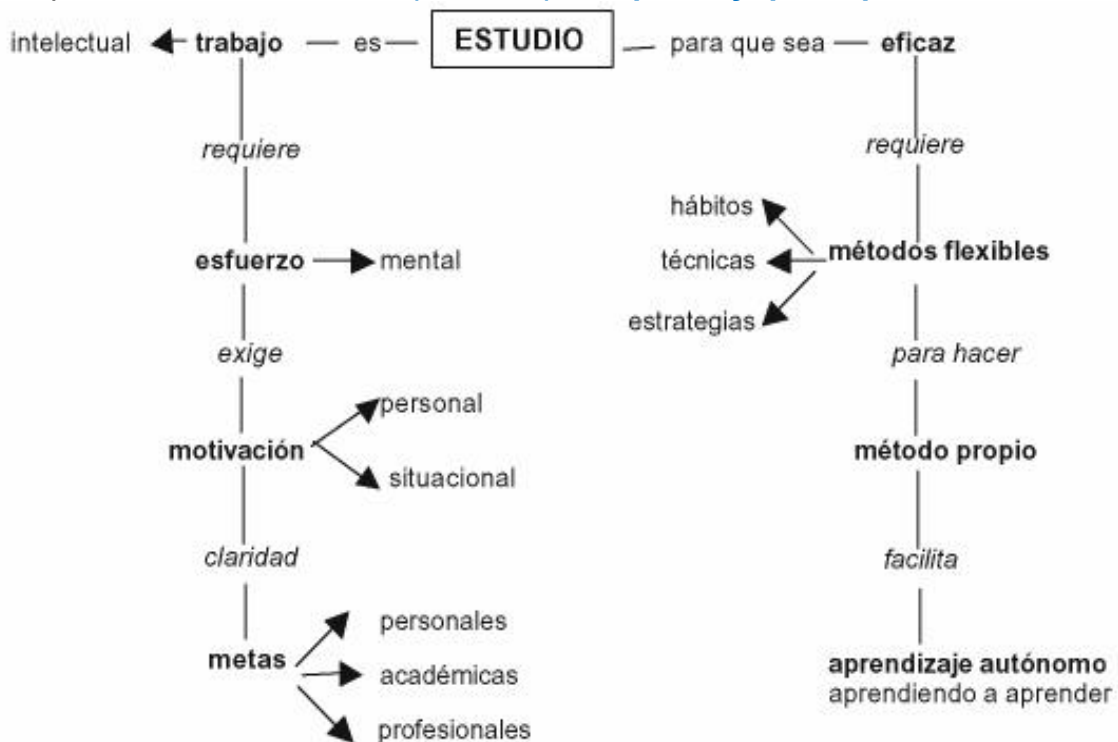 intelectual trabajo es ESTUDIO para que sea eficaz
requiere requiere
hábitos
métodos flexibles
esfuerzo mental técnicas
estrategias
exige para hacer
personal
motivación método propio
situacional
claridad facilita
personales
metas aprendizaje autónomo
académicas aprendiendo a aprender
profesionales